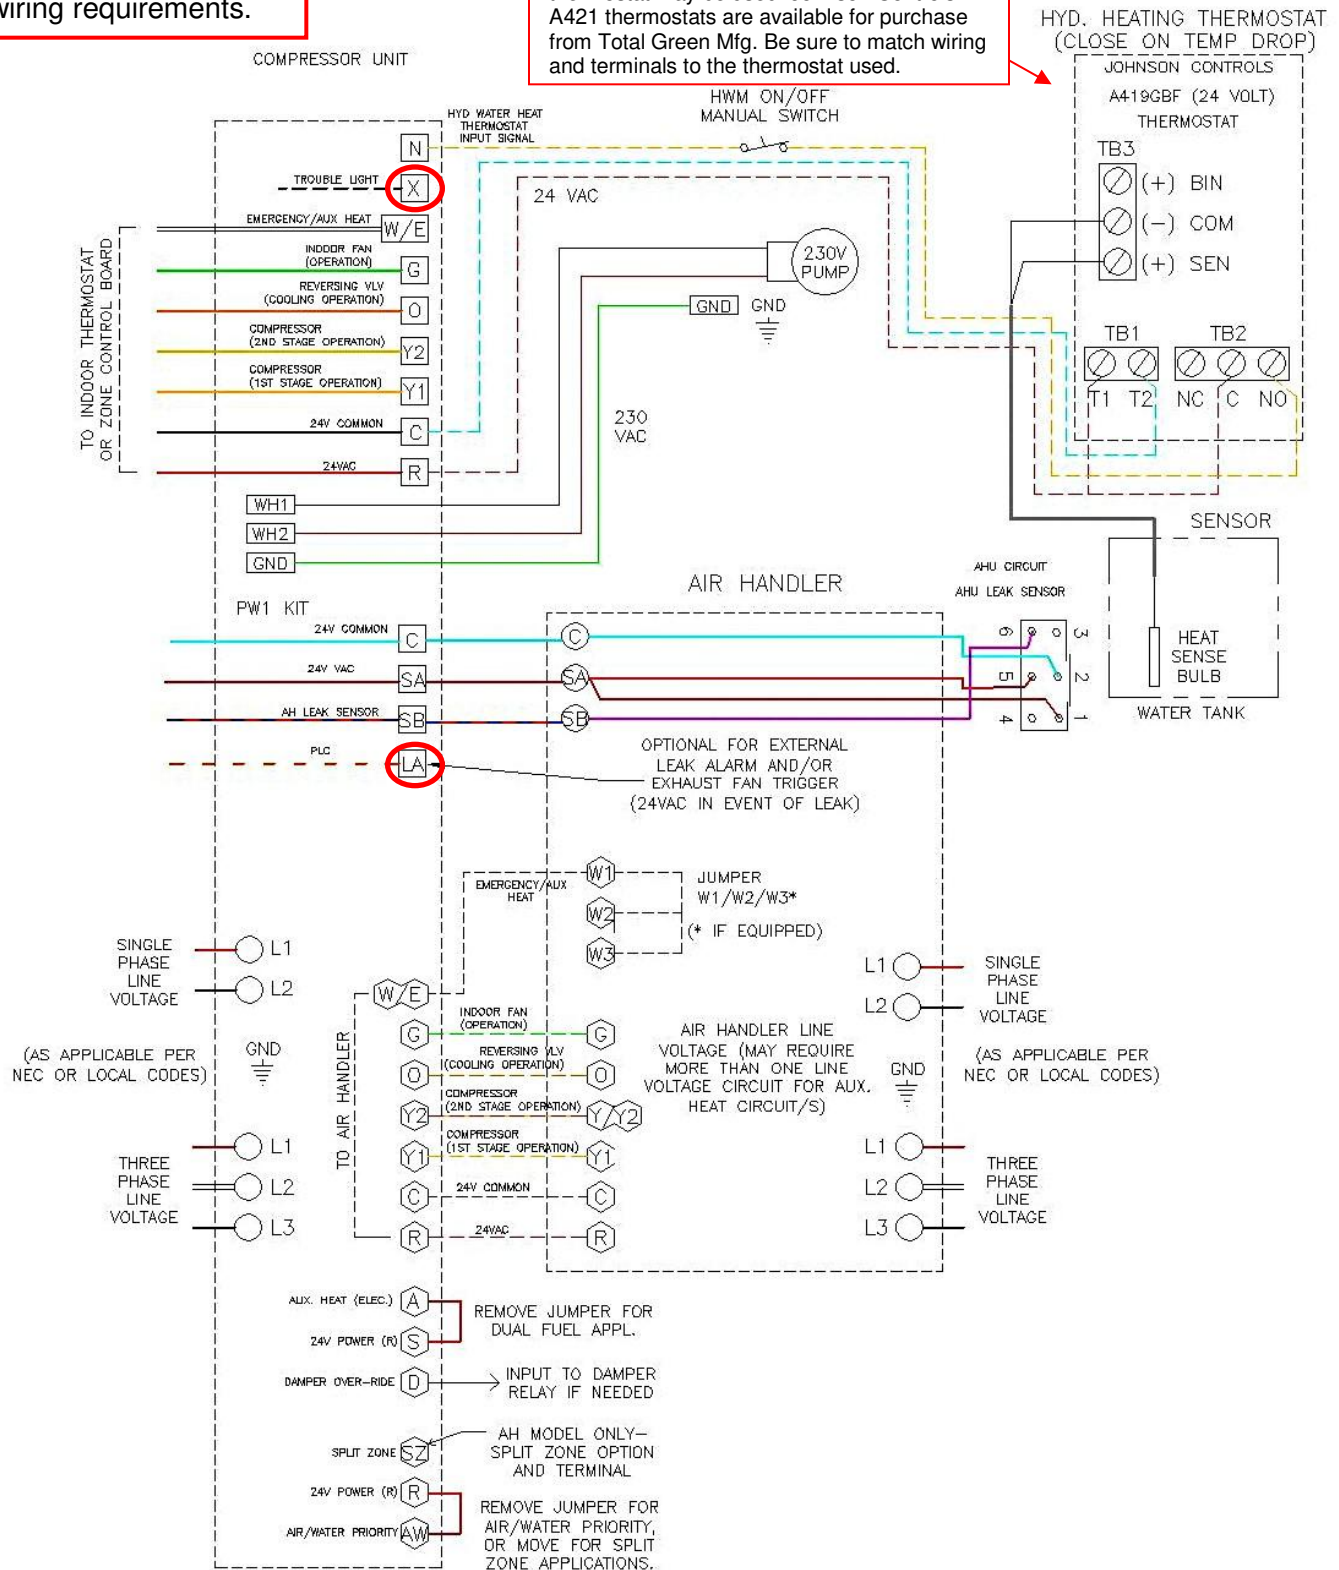 wiring requirements.
A421 thermostats are available for purchase
from Total Green Mfg. Be sure to match wiring
and terminals to the thermostat used.
HYD. HEATING THERMOSTAT
(CLOSE ON TEMP DROP)
JOHNSON CONTROLS
A419GBF (24 VOLT)
THERMOSTAT
TB3
(+) BIN
(-) COM
(+) SEN
TB1
TB2
T1 T2 NC C NO
COMPRESSOR UNIT
HWM ON/OFF
MANUAL SWITCH
HYD WATER HEAT
THERMOSTAT
INPUT SIGNAL
N
TROUBLE LIGHT X
EMERGENCY/AUX HEAT W/E
INDOOR FAN
(OPERATION) G
REVERSING VLV
(COOLING OPERATION) O
COMPRESSOR
(2ND STAGE OPERATION) Y2
COMPRESSOR
(1ST STAGE OPERATION) Y1
24V COMMON C
24VAC R
TO INDOOR THERMOSTAT
OR ZONE CONTROL BOARD
24 VAC
230V
PUMP
GND GND
230
VAC
WH1
WH2
GND
SENSOR
HEAT
SENSE
BULB
WATER TANK
AHU CIRCUIT
AHU LEAK SENSOR
6 3
5 2
4 1
PW1 KIT
AIR HANDLER
24V COMMON C C
24V VAC SA SA
AH LEAK SENSOR SB SB
PLC LA
OPTIONAL FOR EXTERNAL
LEAK ALARM AND/OR
EXHAUST FAN TRIGGER
(24VAC IN EVENT OF LEAK)
EMERGENCY/AUX
HEAT
W1
W2
W3
JUMPER
W1/W2/W3*
(* IF EQUIPPED)
SINGLE
PHASE
LINE
VOLTAGE
L1
L2
(AS APPLICABLE PER
NEC OR LOCAL CODES)
GND
THREE
PHASE
LINE
VOLTAGE
L1
L2
L3
TO AIR HANDLER
W/E
G INDOOR FAN
(OPERATION) G
O REVERSING VLV
(COOLING OPERATION) O
Y2 COMPRESSOR
(2ND STAGE OPERATION) Y/Y2
Y1 COMPRESSOR
(1ST STAGE OPERATION) Y1
C 24V COMMON C
R 24VAC R
AIR HANDLER LINE
VOLTAGE (MAY REQUIRE
MORE THAN ONE LINE
VOLTAGE CIRCUIT FOR AUX.
HEAT CIRCUIT/S)
L1
L2
SINGLE
PHASE
LINE
VOLTAGE
GND
(AS APPLICABLE PER
NEC OR LOCAL CODES)
L1
L2
L3
THREE
PHASE
LINE
VOLTAGE
AUX. HEAT (ELEC.) A
24V POWER (R) S
REMOVE JUMPER FOR
DUAL FUEL APPL.
DAMPER OVER-RIDE D
INPUT TO DAMPER
RELAY IF NEEDED
SPLIT ZONE SZ
AH MODEL ONLY-
SPLIT ZONE OPTION
AND TERMINAL
24V POWER (R) R
AIR/WATER PRIORITY AW
REMOVE JUMPER FOR
AIR/WATER PRIORITY,
OR MOVE FOR SPLIT
ZONE APPLICATIONS.